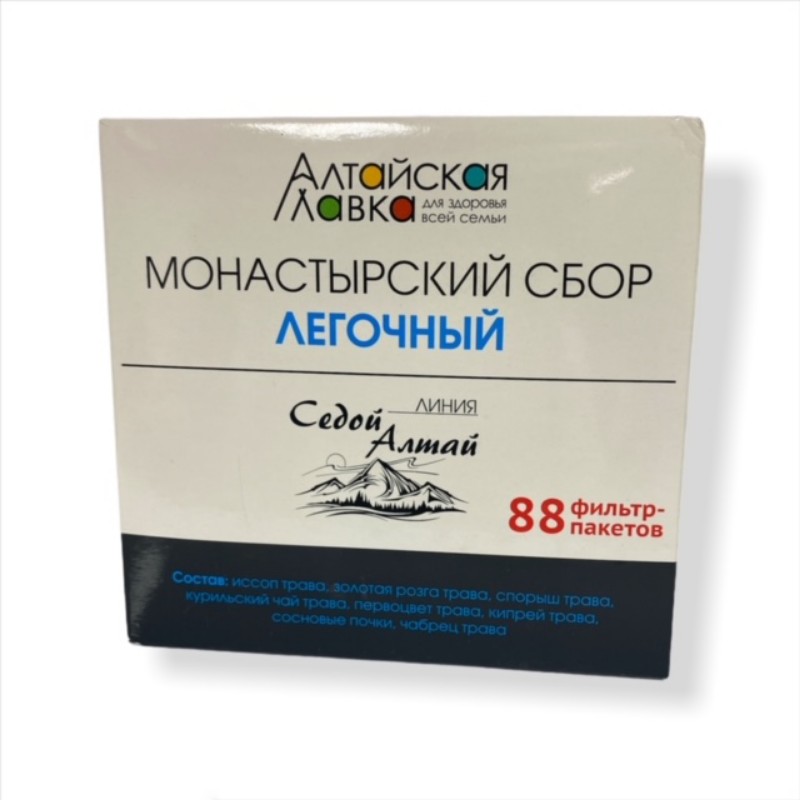 Алтайская
Лавка для здоровья
всей семьи
МОНАСТЫРСКИЙ СБОР
ЛЕГОЧНЫЙ
ЛИНИЯ
Седой
Алтай
88 фильтр-
пакетов
Состав: иссоп трава, золотая розга трава, спорыш трава,
курильский чай трава, первоцвет трава, кипрей трава,
сосновые почки, чабрец трава